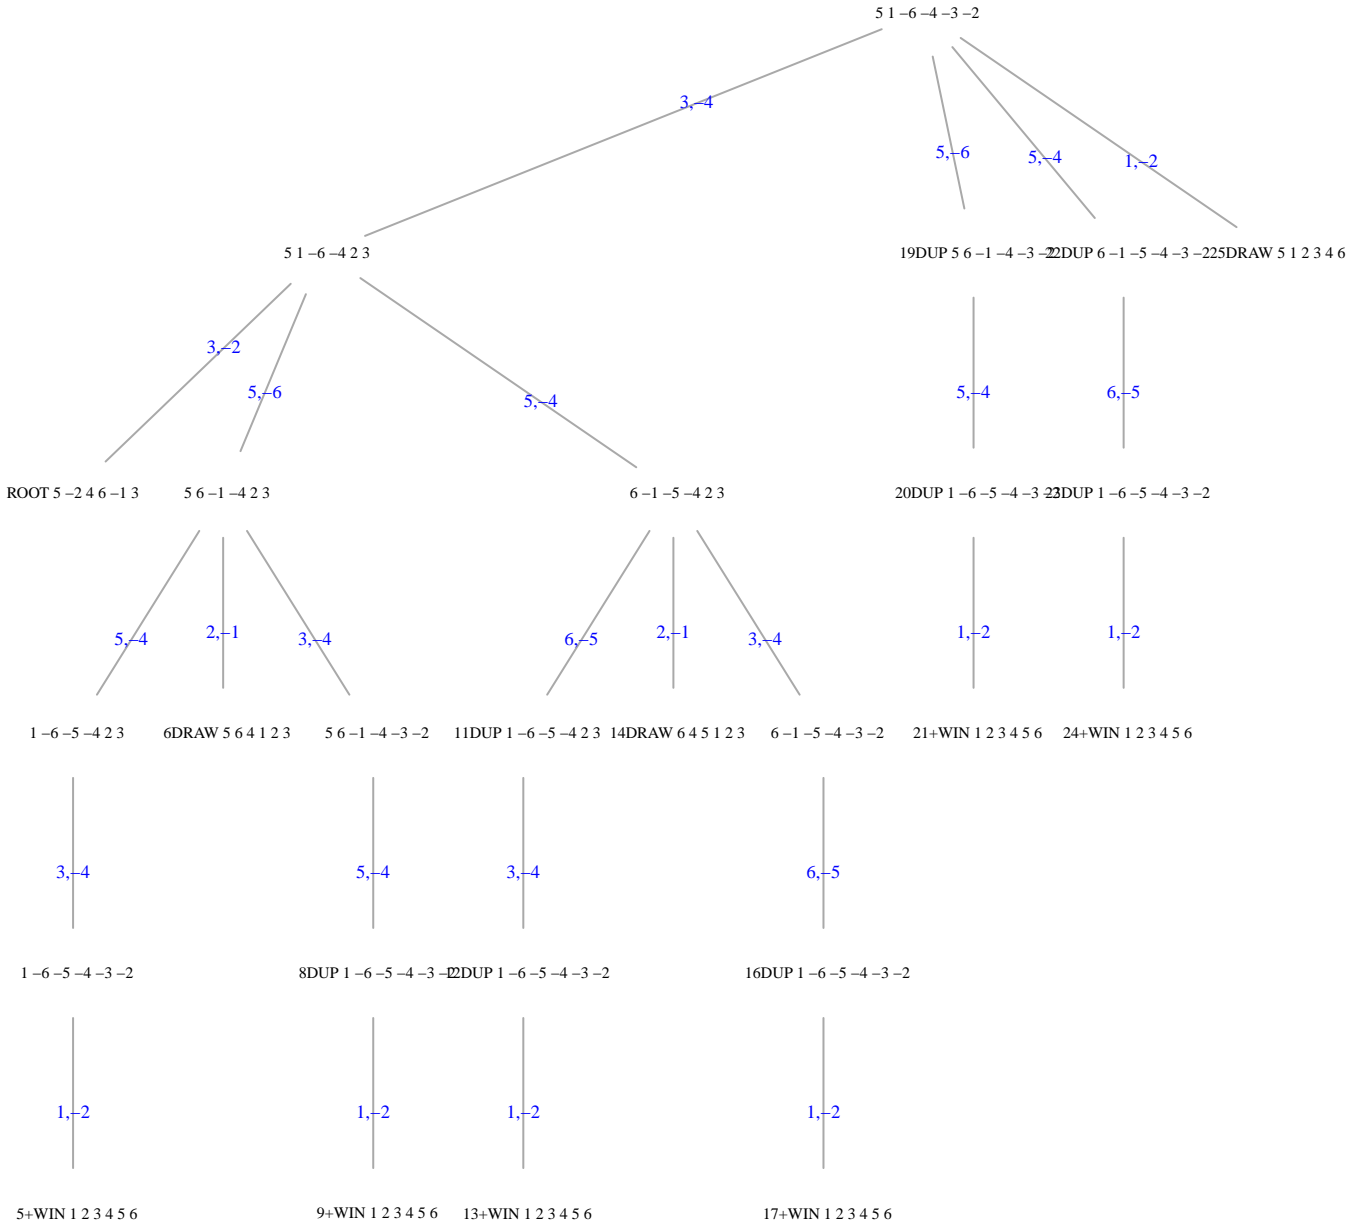 5 1 –6 –4 –3 –2
3,–4
5,–6
5,–4
1,–2
5 1 –6 –4 2 3
19DUP 5 6 –1 –4 –3 –2
22DUP 6 –1 –5 –4 –3 –2
25DRAW 5 1 2 3 4 6
3,–2
5,–6
5,–4
5,–4
6,–5
ROOT 5 –2 4 6 –1 3
5 6 –1 –4 2 3
6 –1 –5 –4 2 3
20DUP 1 –6 –5 –4 –3 –2
23DUP 1 –6 –5 –4 –3 –2
5,–4
2,–1
3,–4
6,–5
2,–1
3,–4
1,–2
1,–2
1 –6 –5 –4 2 3
6DRAW 5 6 4 1 2 3
5 6 –1 –4 –3 –2
11DUP 1 –6 –5 –4 2 3
14DRAW 6 4 5 1 2 3
6 –1 –5 –4 –3 –2
21+WIN 1 2 3 4 5 6
24+WIN 1 2 3 4 5 6
3,–4
5,–4
3,–4
6,–5
1 –6 –5 –4 –3 –2
8DUP 1 –6 –5 –4 –3 –2
12DUP 1 –6 –5 –4 –3 –2
16DUP 1 –6 –5 –4 –3 –2
1,–2
1,–2
1,–2
1,–2
5+WIN 1 2 3 4 5 6
9+WIN 1 2 3 4 5 6
13+WIN 1 2 3 4 5 6
17+WIN 1 2 3 4 5 6